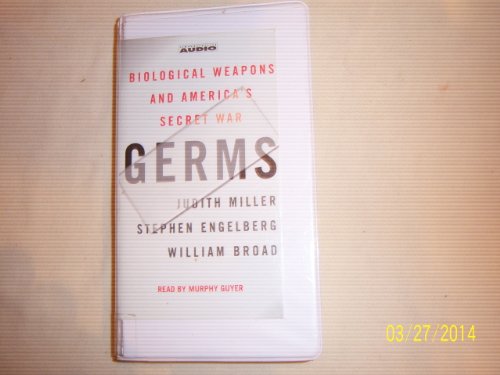 AUDIO
BIOLOGICAL WEAPONS
AND AMERICA'S
SECRET WAR
GERMS
JUDITH MILLER
STEPHEN ENGELBERG
WILLIAM BROAD
READ BY MURPHY GUYER
03/27/2014